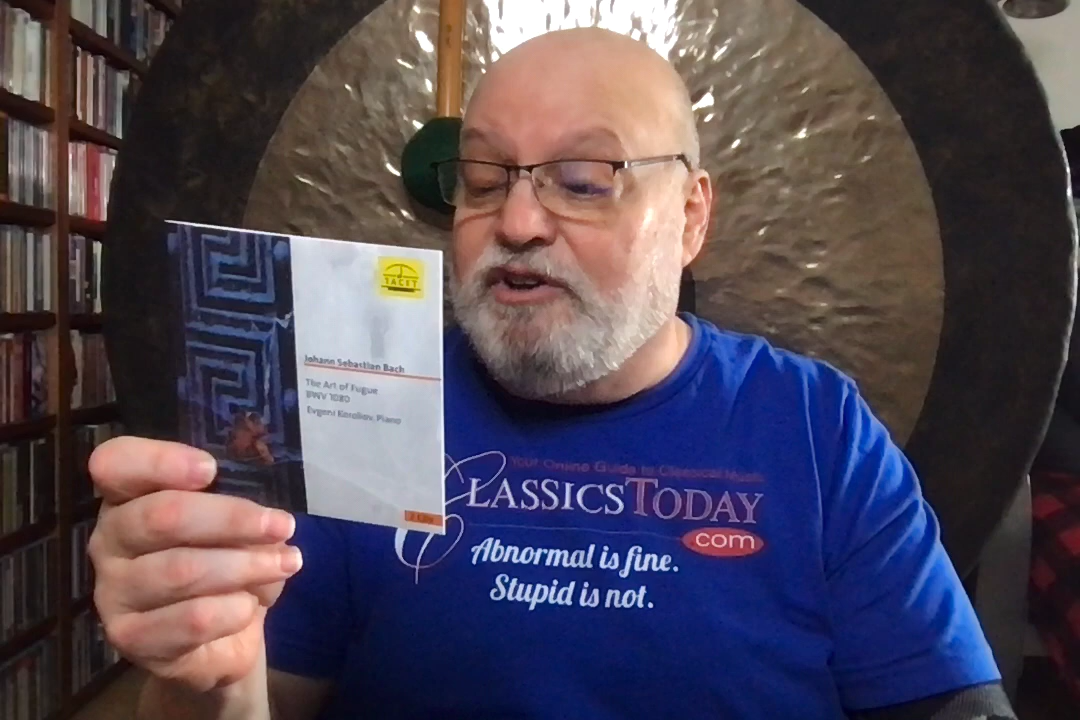 TACET
Johann Sebastian Bach
The Art of Fugue
BWV 1080
Evgeni Koroliov, Piano
Your Online Guide to Classical Music
CLASSICSTODAY
.com
Abnormal is fine.
Stupid is not.